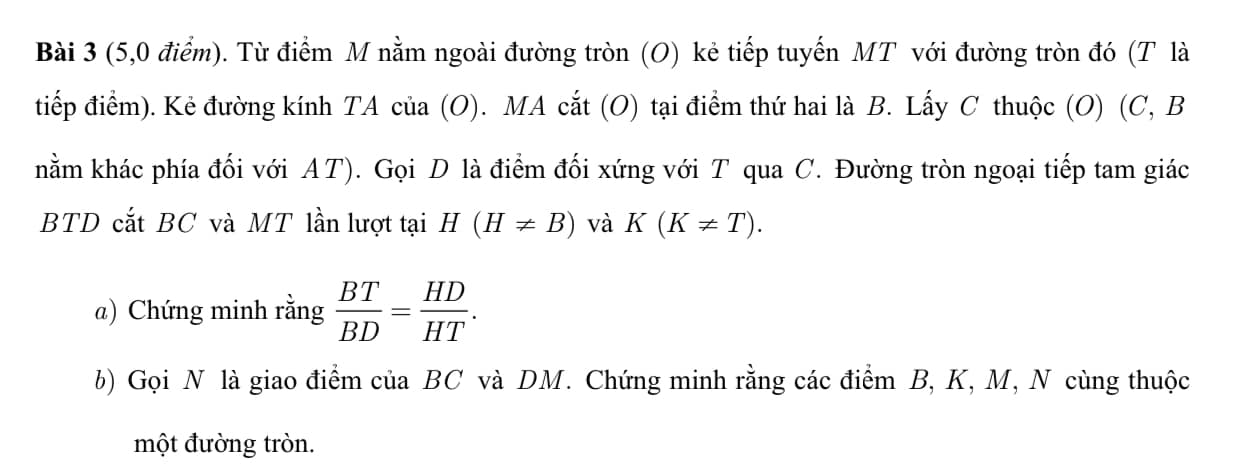 Bài 3 (5,0 điểm). Từ điểm M nằm ngoài đường tròn (O) kẻ tiếp tuyến MT với đường tròn đó (T là
tiếp điểm). Kẻ đường kính TA của (O). MA cắt (O) tại điểm thứ hai là B. Lấy C thuộc (O) (C, B
nằm khác phía đối với AT). Gọi D là điểm đối xứng với T qua C. Đường tròn ngoại tiếp tam giác
BTD cắt BC và MT lần lượt tại H (H ≠ B) và K (K ≠ T).
a) Chứng minh rằng BT/BD = HD/HT.
b) Gọi N là giao điểm của BC và DM. Chứng minh rằng các điểm B, K, M, N cùng thuộc
một đường tròn.